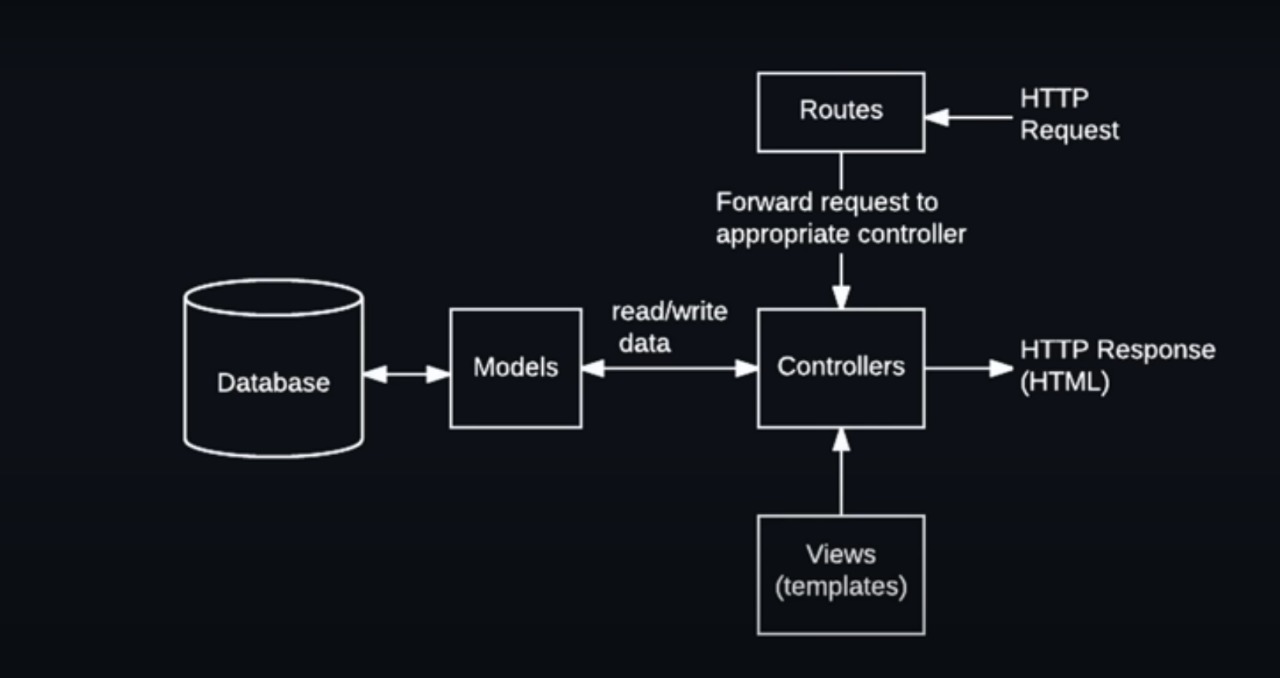 Routes
HTTP
Request
Forward request to
appropriate controller
read/write
data
Database
Models
Controllers
HTTP Response
(HTML)
Views
(templates)